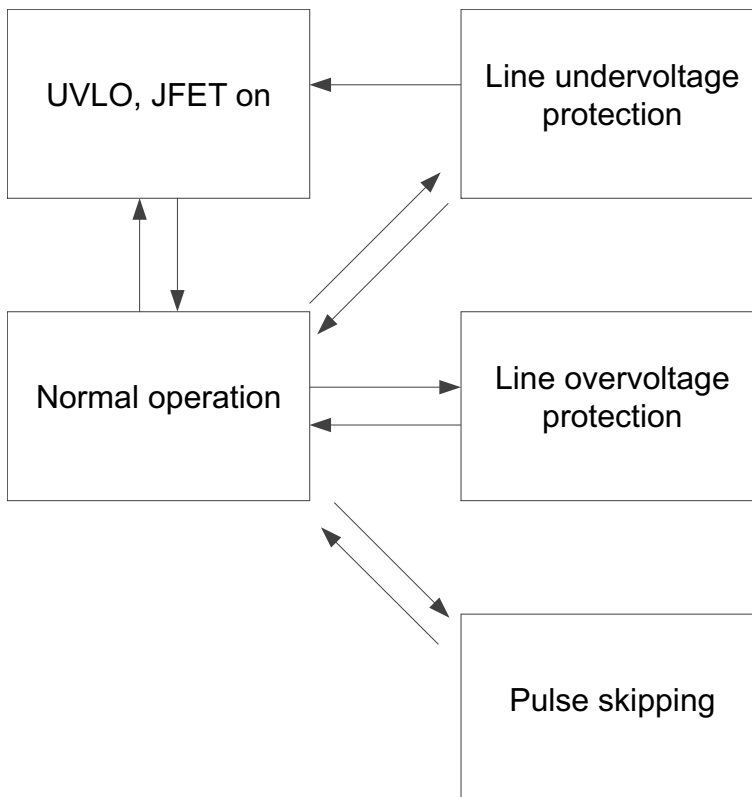 UVLO, JFET on
Line undervoltage
protection
Normal operation
Line overvoltage
protection
Pulse skipping